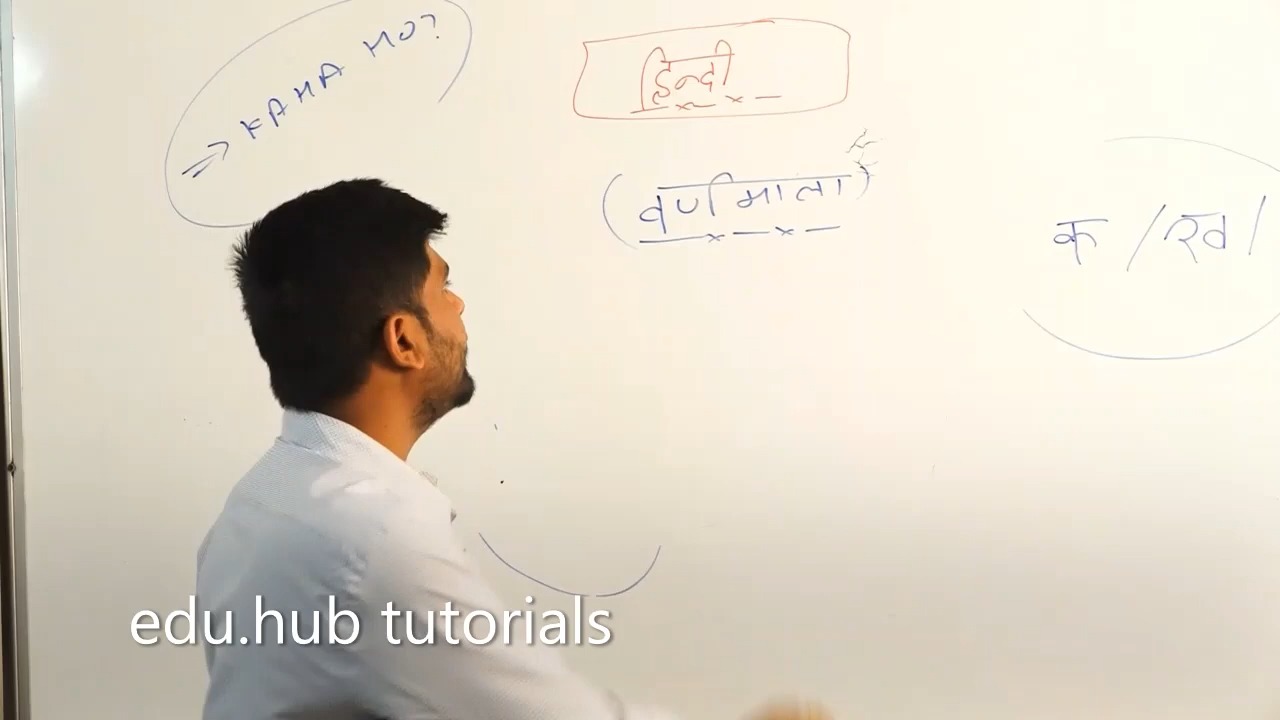 ⇒ KAHA HO?
हिन्दी
(वर्णमाला)
क / ख /
edu.hub tutorials